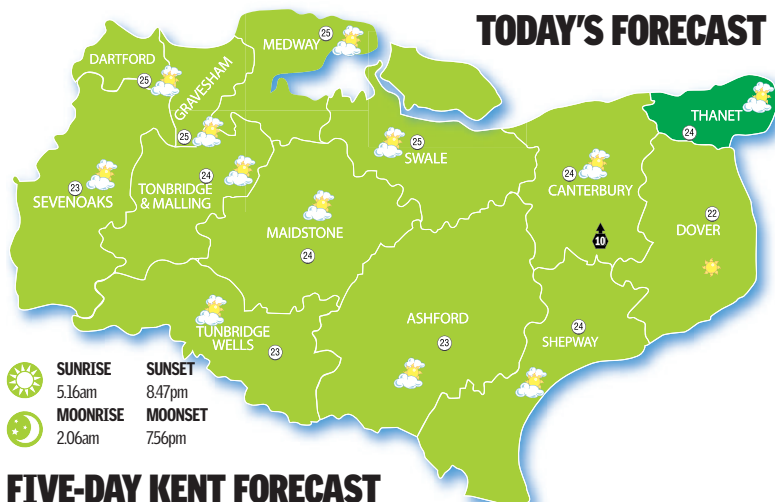 TODAY'S FORECAST
MEDWAY 25
DARTFORD
25
GRAVESHAM
25
THANET
24
25
SWALE
23
SEVENOAKS
24
TONBRIDGE
& MALLING
24
CANTERBURY
10
22
DOVER
MAIDSTONE
24
TUNBRIDGE
WELLS 23
ASHFORD
23
24
SHEPWAY
SUNRISE SUNSET
5.16am 8.47pm
MOONRISE MOONSET
2.06am 7.56pm
FIVE-DAY KENT FORECAST